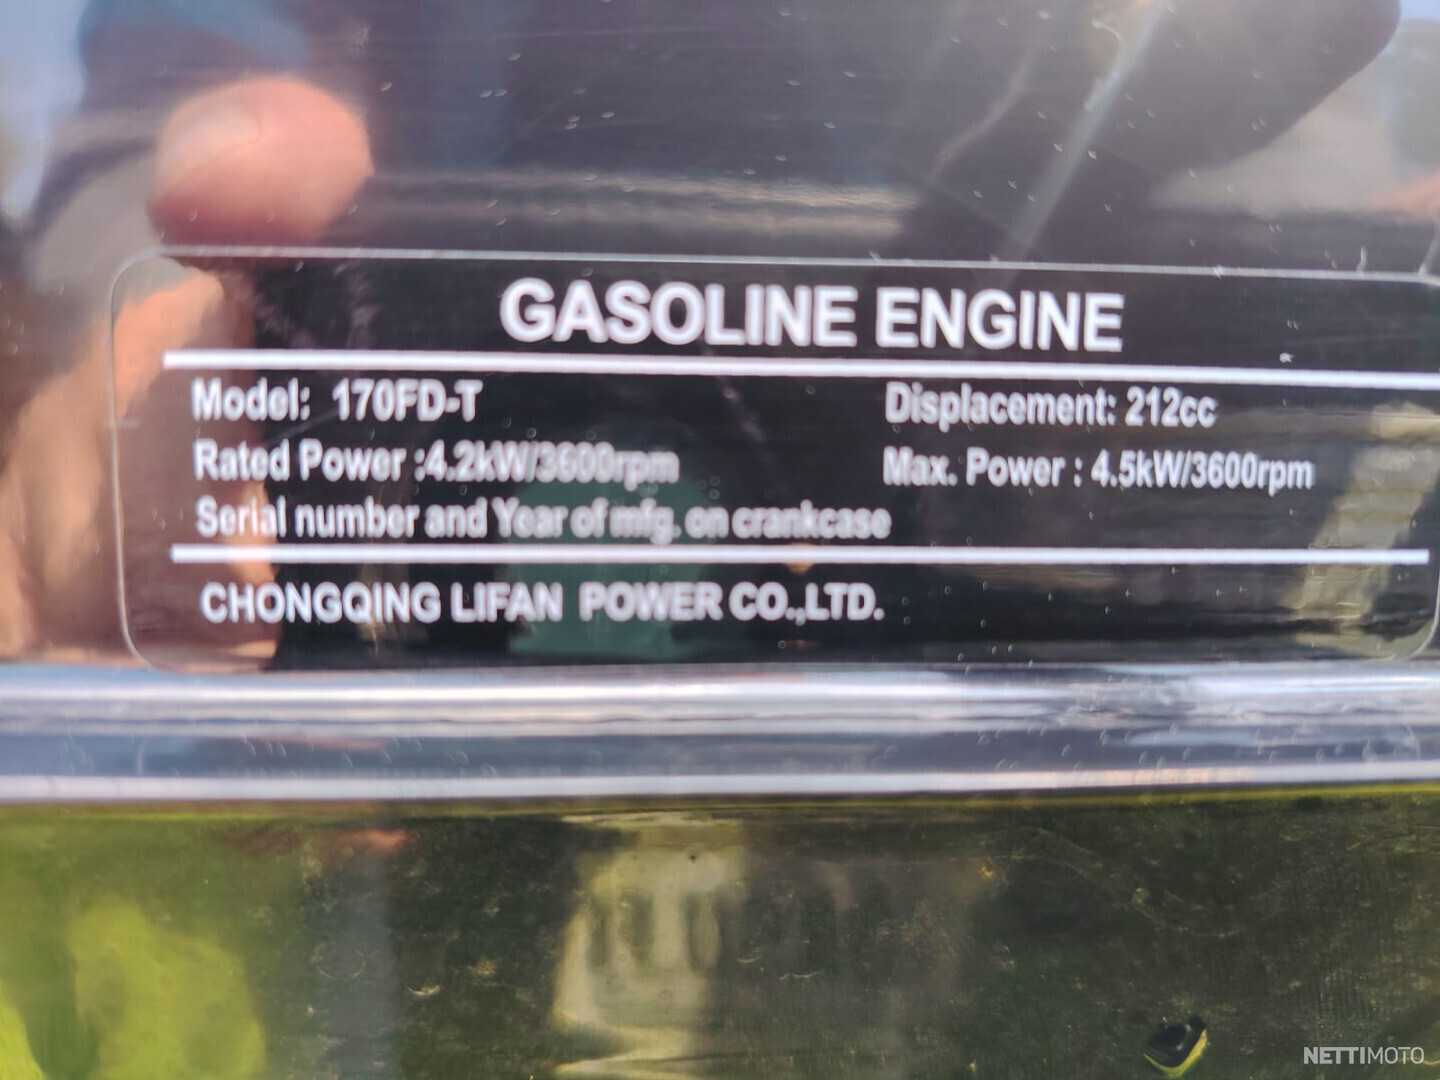 GASOLINE ENGINE
Model: 170FD-T Displacement: 212cc
Rated Power :4.2kW/3600rpm Max. Power : 4.5kW/3600rpm
Serial number and Year of mfg. on crankcase
CHONGQING LIFAN POWER CO.,LTD.
NETTIMOTO